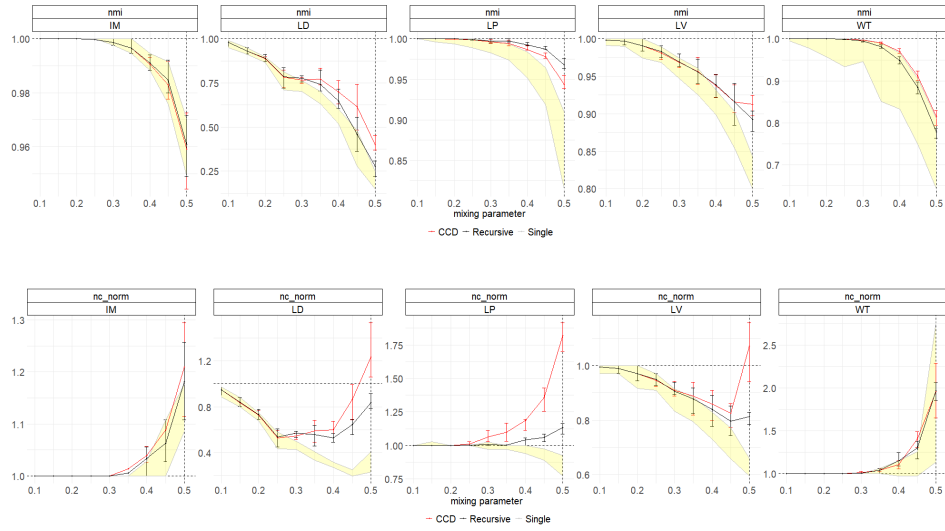 nmi nmi nmi nmi nmi
IM LD LP LV WT
1.00 0.98 0.96
1.00 0.75 0.50 0.25
1.00 0.95 0.90 0.85
1.00 0.95 0.90 0.85 0.80
1.0 0.9 0.8 0.7 0.6
0.1 0.2 0.3 0.4 0.5 0.1 0.2 0.3 0.4 0.5 0.1 0.2 0.3 0.4 0.5 0.1 0.2 0.3 0.4 0.5 0.1 0.2 0.3 0.4 0.5
mixing parameter
CCD Recursive Single
nc_norm nc_norm nc_norm nc_norm nc_norm
IM LD LP LV WT
1.3 1.2 1.1 1.0
1.2 0.8 0.4
1.75 1.50 1.25 1.00 0.75
1.0 0.8 0.6
2.5 2.0 1.5 1.0
0.1 0.2 0.3 0.4 0.5 0.1 0.2 0.3 0.4 0.5 0.1 0.2 0.3 0.4 0.5 0.1 0.2 0.3 0.4 0.5 0.1 0.2 0.3 0.4 0.5
mixing parameter
CCD Recursive Single